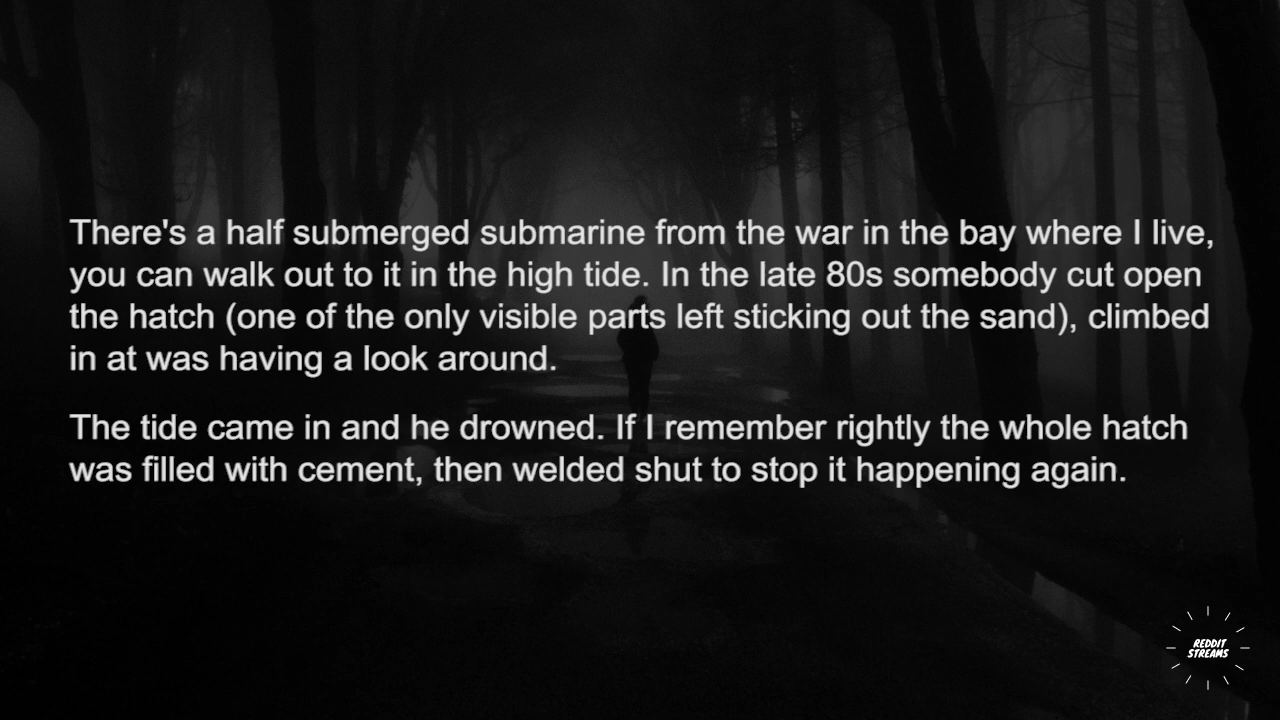 There's a half submerged submarine from the war in the bay where I live,
you can walk out to it in the high tide. In the late 80s somebody cut open
the hatch (one of the only visible parts left sticking out the sand), climbed
in at was having a look around.
The tide came in and he drowned. If I remember rightly the whole hatch
was filled with cement, then welded shut to stop it happening again.
REDDIT
STREAMS